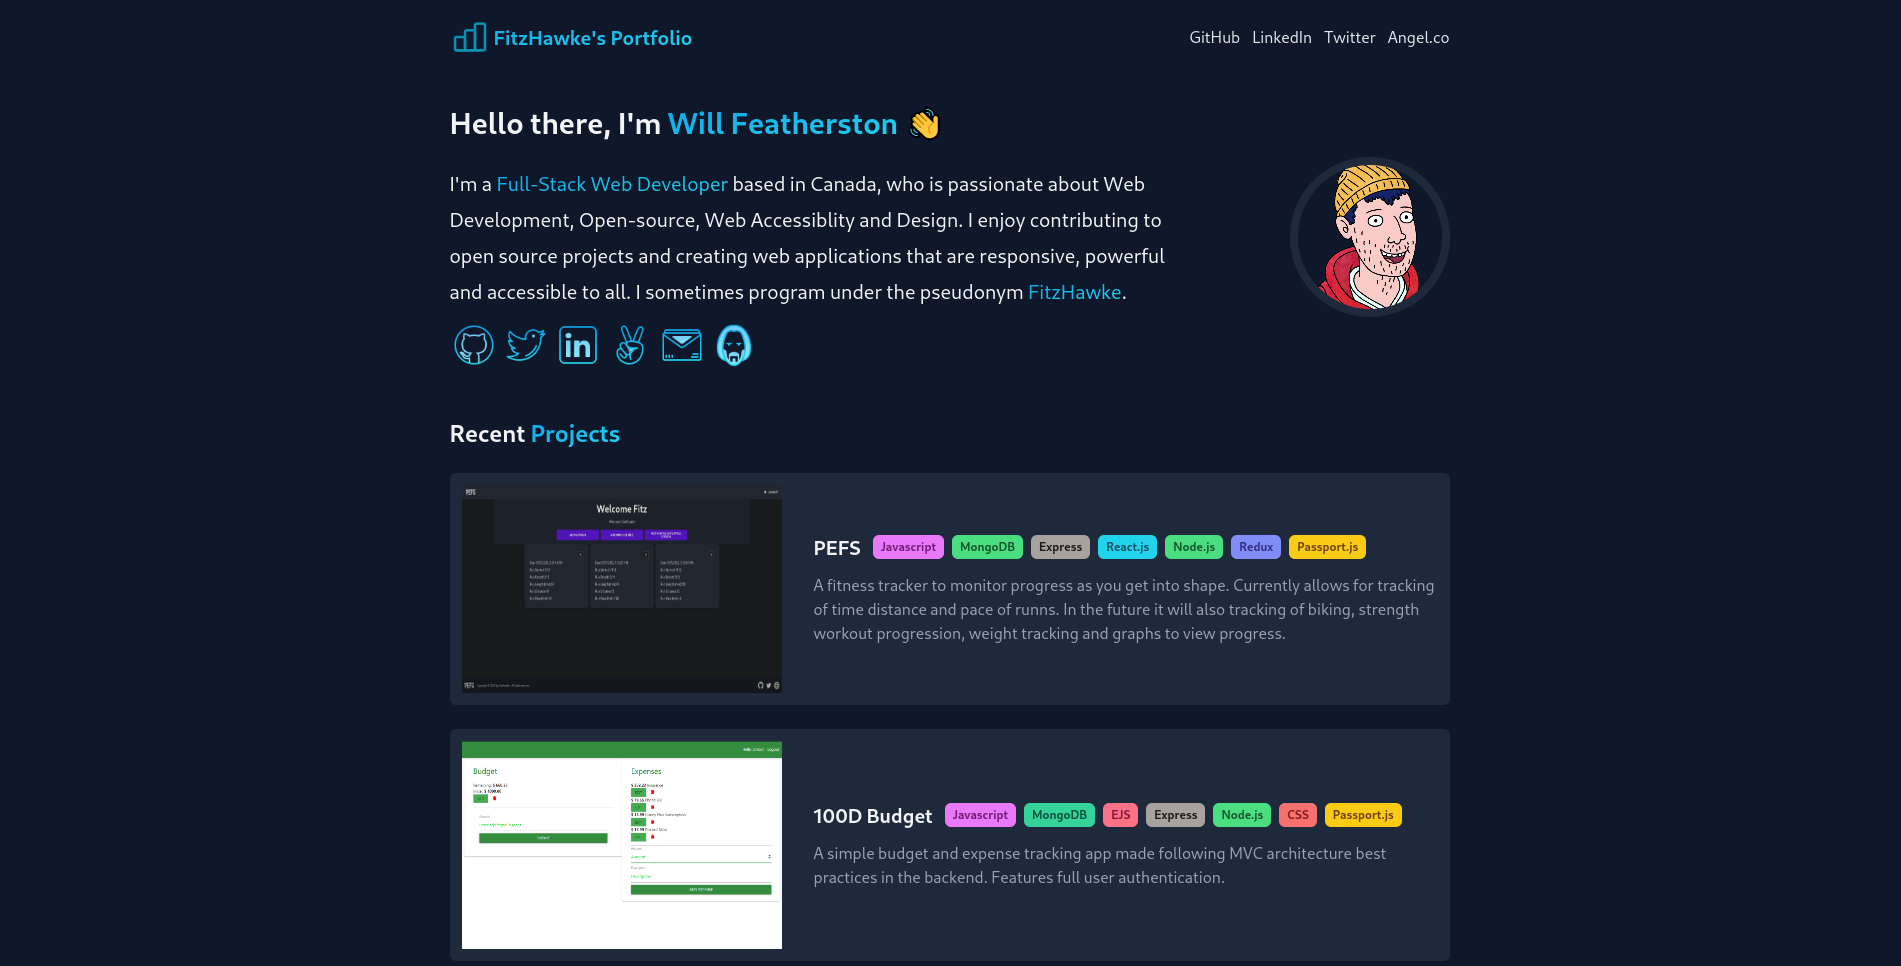 FitzHawke's Portfolio
GitHub LinkedIn Twitter Angel.co
Hello there, I'm Will Featherston
I'm a Full-Stack Web Developer based in Canada, who is passionate about Web
Development, Open-source, Web Accessiblity and Design. I enjoy contributing to
open source projects and creating web applications that are responsive, powerful
and accessible to all. I sometimes program under the pseudonym FitzHawke.
in
Recent Projects
PEFS
Welcome Fitz
PEFS
PEFS Javascript MongoDB Express React.js Node.js Redux Passport.js
A fitness tracker to monitor progress as you get into shape. Currently allows for tracking
of time distance and pace of runns. In the future it will also tracking of biking, strength
workout progression, weight tracking and graphs to view progress.
Budget
Expenses
100D Budget Javascript MongoDB EJS Express Node.js CSS Passport.js
A simple budget and expense tracking app made following MVC architecture best
practices in the backend. Features full user authentication.